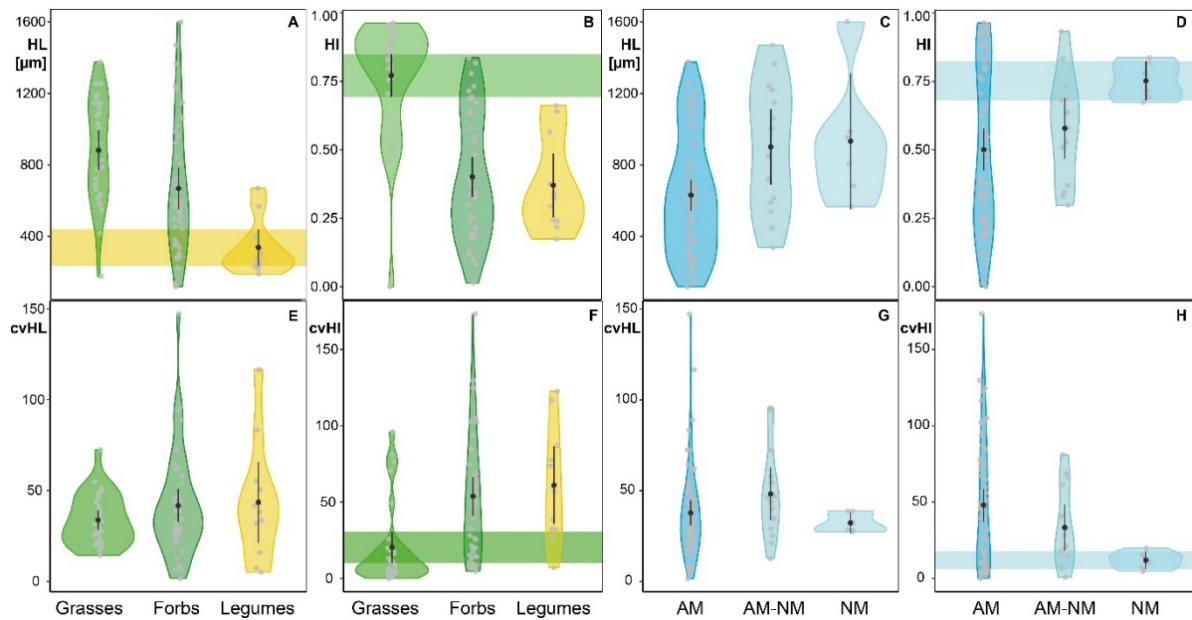 1600 HL [µm] 1200 800 400 A
1.00 HI 0.75 0.50 0.25 0.00 B
1600 HL [µm] 1200 800 400 C
1.00 HI 0.75 0.50 0.25 0.00 D
150 cvHL 100 50 0 E
cvHI 150 100 50 0 F
150 cvHL 100 50 0 G
cvHI 150 100 50 0 H
Grasses Forbs Legumes
Grasses Forbs Legumes
AM AM-NM NM
AM AM-NM NM